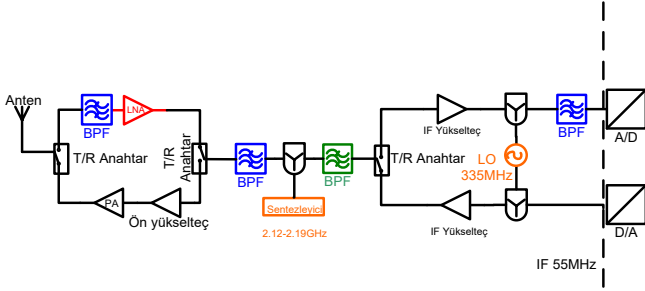 Anten
BPF
LNA
T/R Anahtar
T/R
Anahtar
PA
Ön yükselteç
BPF
Sentezleyici
2.12-2.19GHz
BPF
T/R Anahtar
IF Yükselteç
IF Yükselteç
LO
335MHz
BPF
A/D
D/A
IF 55MHz